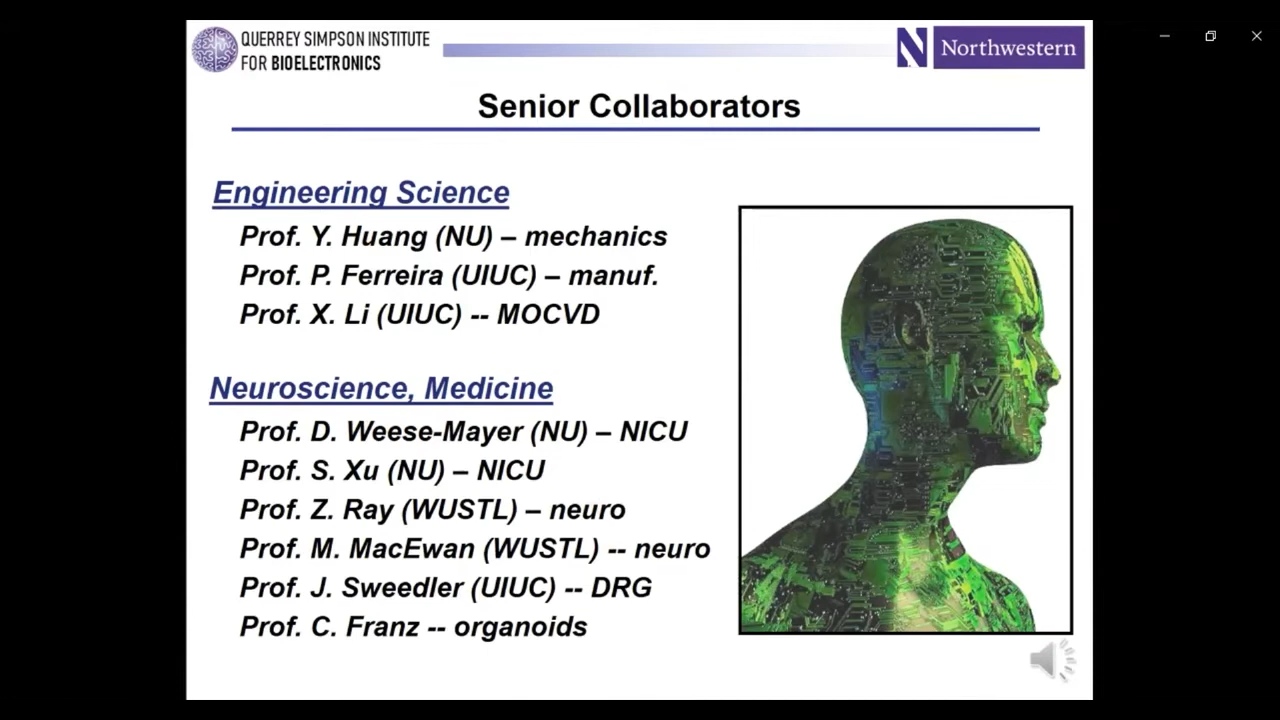 QUERREY SIMPSON INSTITUTE
FOR BIOELECTRONICS
N Northwestern
Senior Collaborators
Engineering Science
Prof. Y. Huang (NU) – mechanics
Prof. P. Ferreira (UIUC) – manuf.
Prof. X. Li (UIUC) -- MOCVD
Neuroscience, Medicine
Prof. D. Weese-Mayer (NU) – NICU
Prof. S. Xu (NU) – NICU
Prof. Z. Ray (WUSTL) – neuro
Prof. M. MacEwan (WUSTL) -- neuro
Prof. J. Sweedler (UIUC) -- DRG
Prof. C. Franz -- organoids